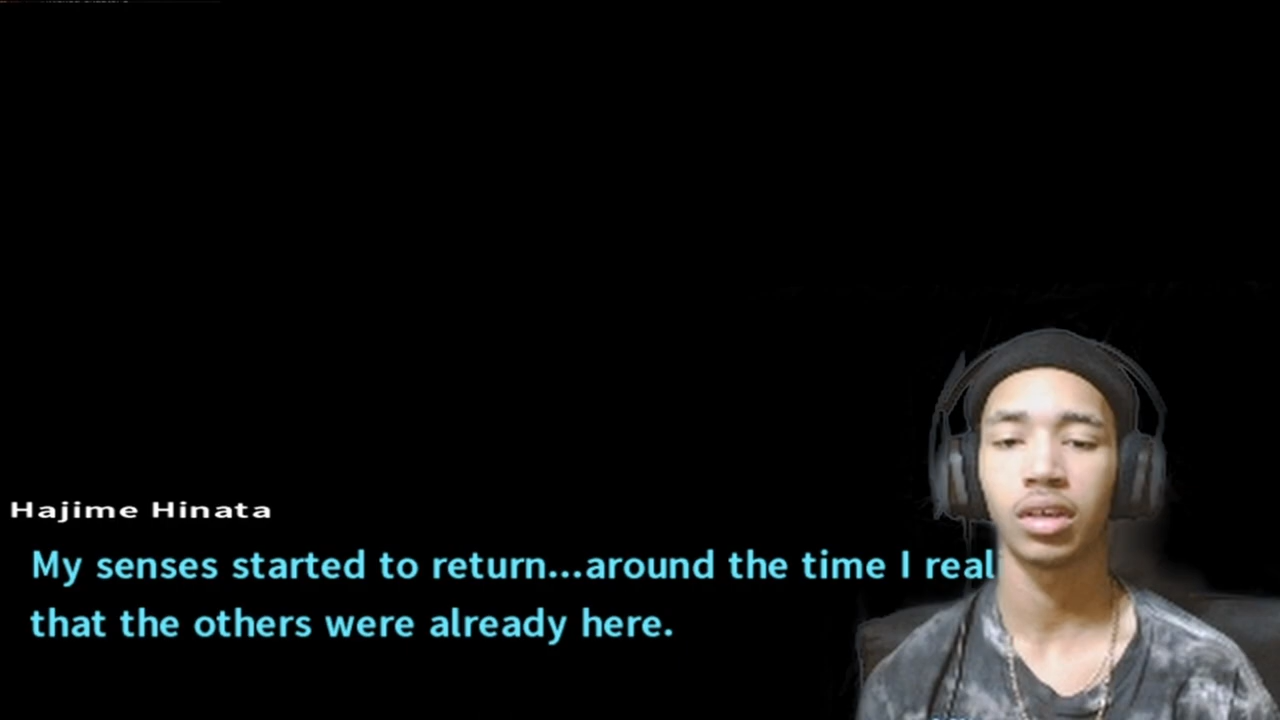 Hajime Hinata
My senses started to return...around the time I real
that the others were already here.